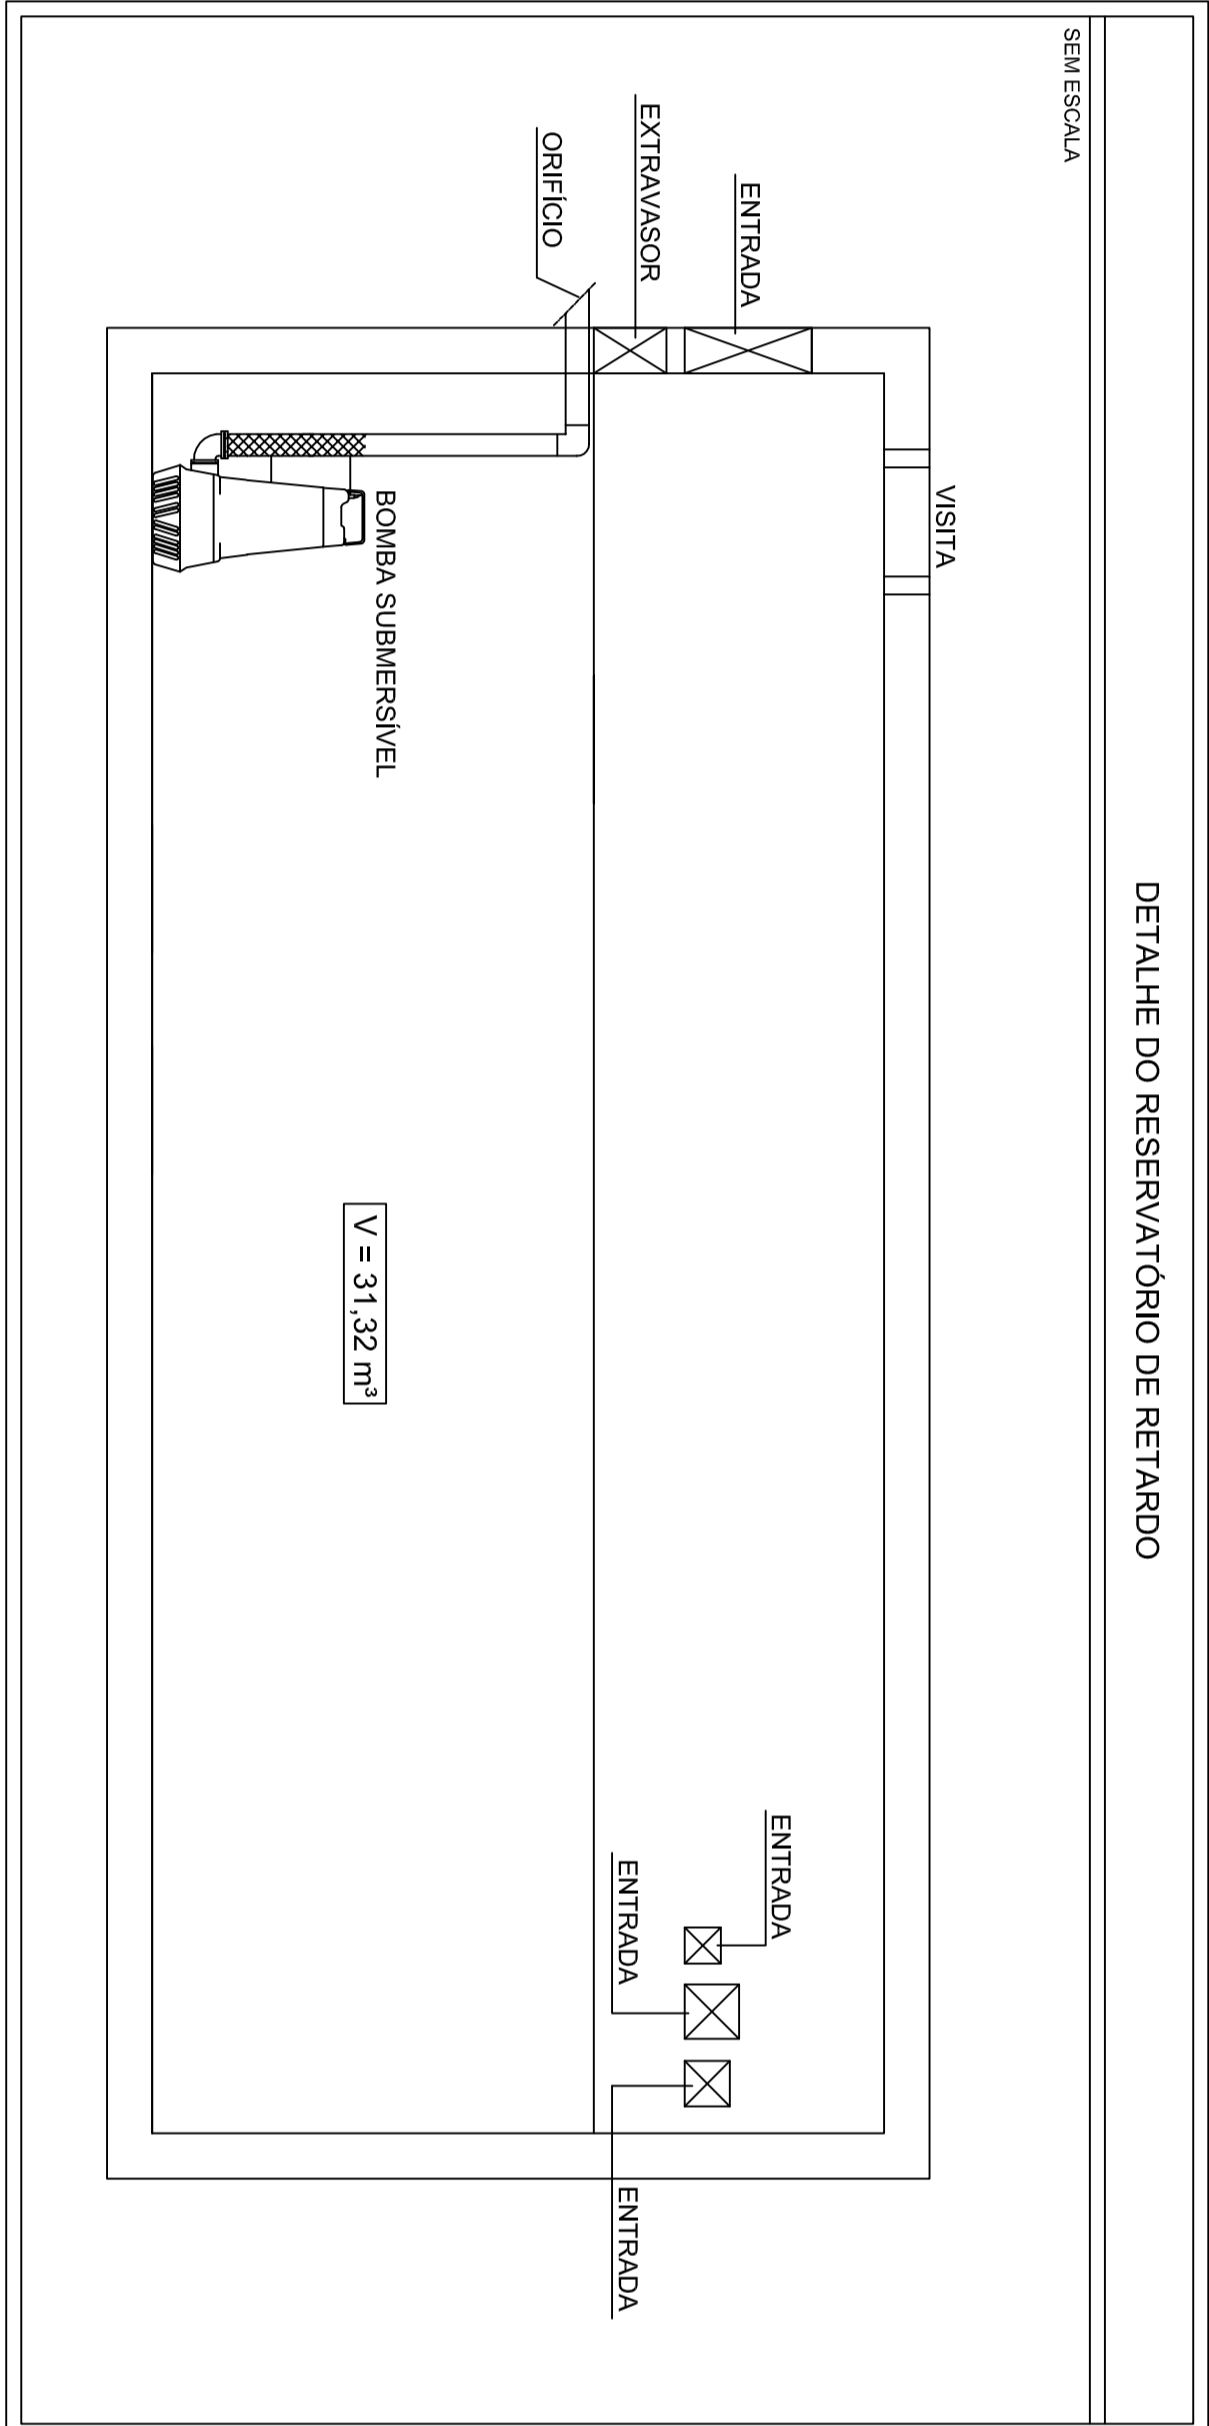 DETALHE DO RESERVATÓRIO DE RETARDO
SEM ESCALA
VISITA
ENTRADA
EXTRAVASOR
ORIFÍCIO
BOMBA SUBMERSÍVEL
V = 31,32 m³
ENTRADA
ENTRADA
ENTRADA